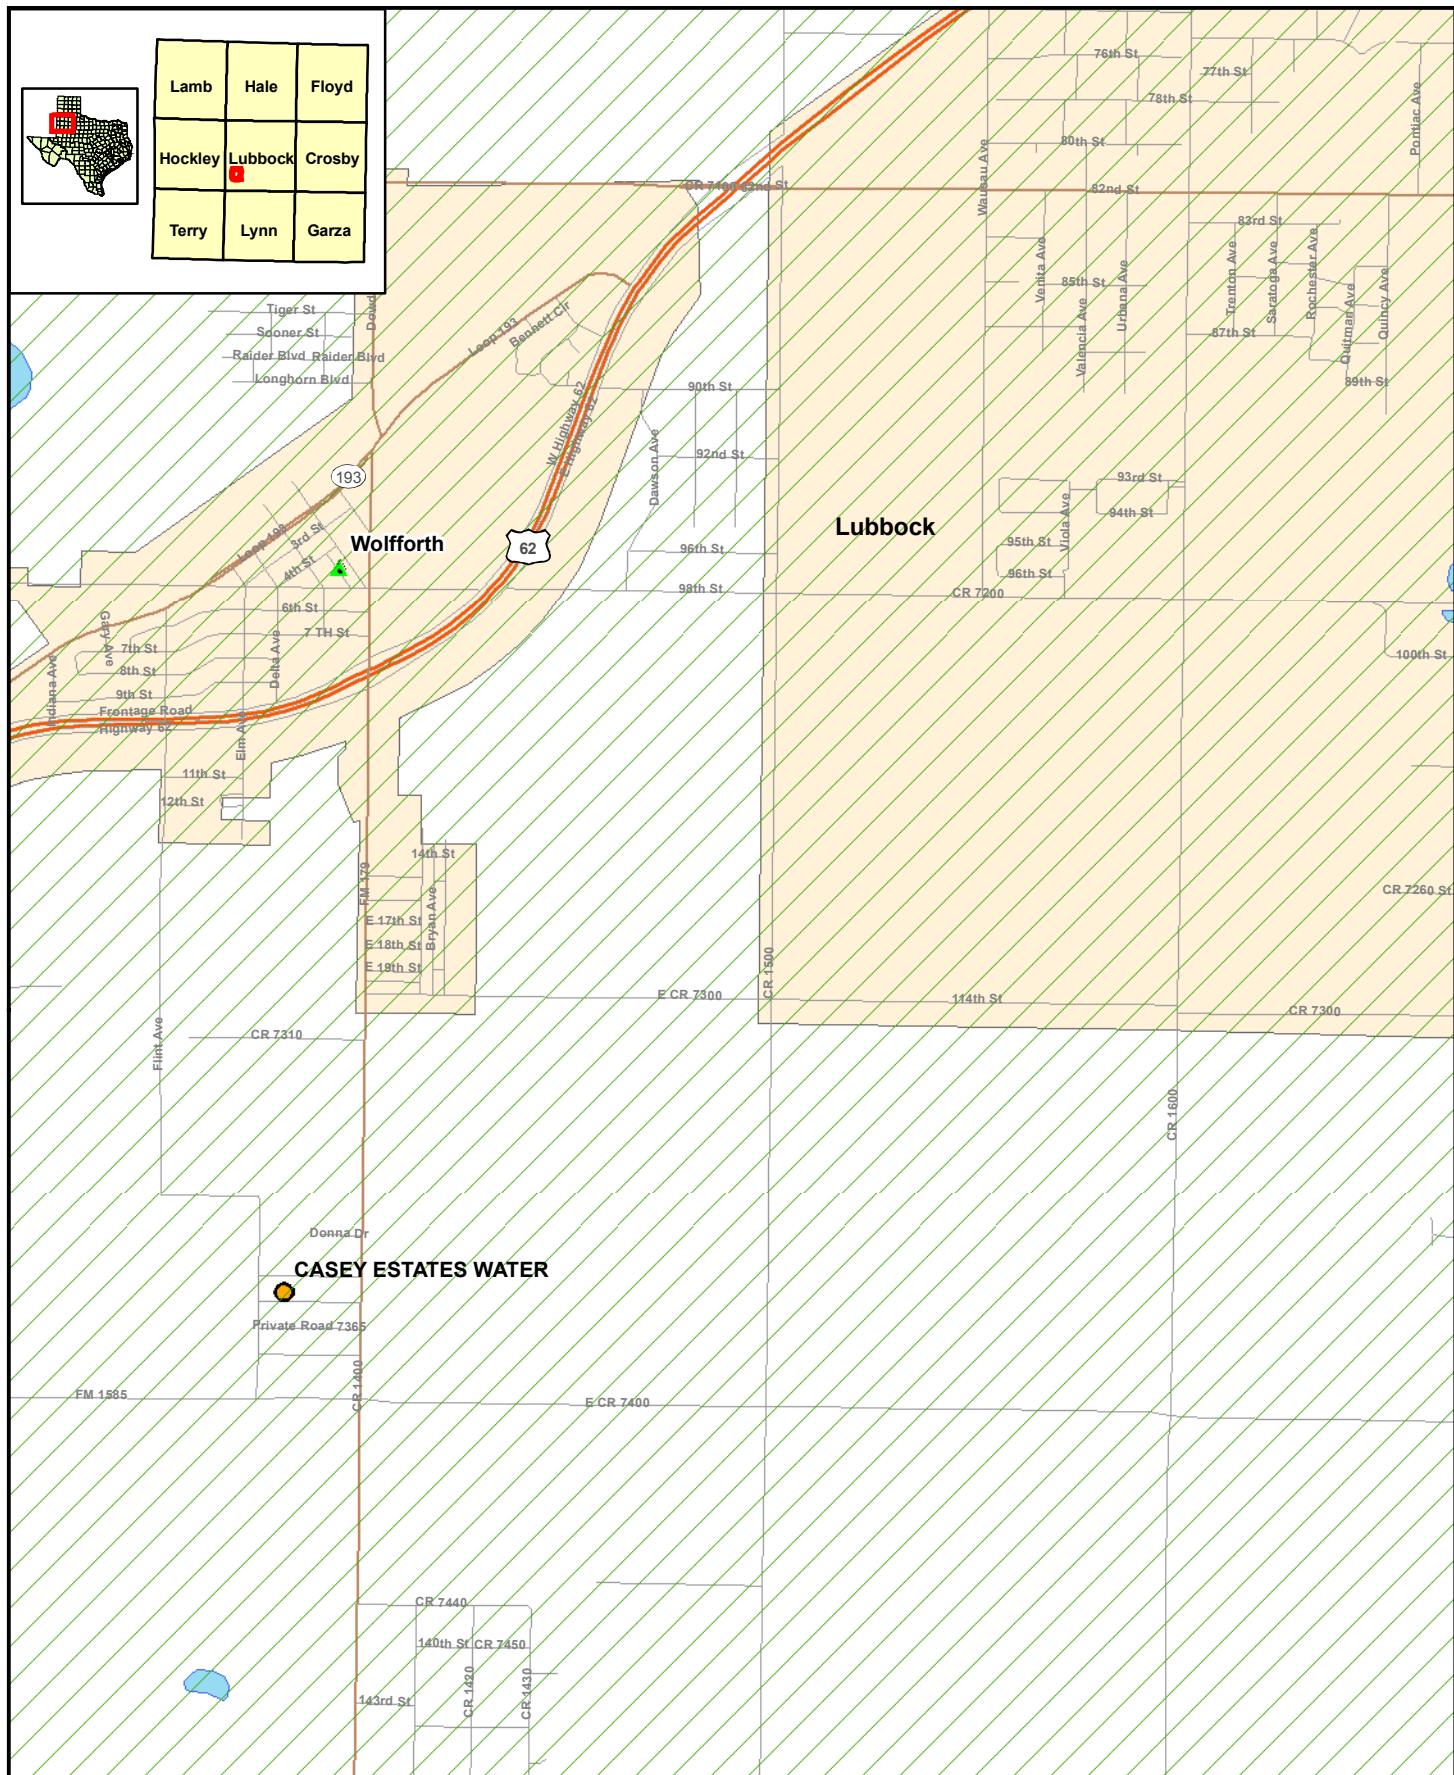 Lamb
Hale
Floyd
Hockley
Lubbock
Crosby
Terry
Lynn
Garza
76th St
77th St
78th St
80th St
Pontiac Ave
Wausau Ave
82nd St
83rd St
Venita Ave
85th St
Valencia Ave
Urbana Ave
Trenton Ave
Saratoga Ave
Rochester Ave
Quitman Ave
Quincy Ave
87th St
89th St
Tiger St
Sooner St
Raider Blvd
Raider Blvd
Longhorn Blvd
Loop 193
Bennett Cir
W Highway 62
E Highway 62
90th St
92nd St
Dawson Ave
93rd St
94th St
Viola Ave
95th St
96th St
193
Loop 193
3rd St
4th St
Wolfforth
62
Lubbock
96th St
98th St
CR 7200
100th St
6th St
7 TH St
Gary Ave
7th St
8th St
9th St
Delta Ave
Indiana Ave
Frontage Road
Highway 62
Elm Ave
11th St
12th St
14th St
FM 179
Bryan Ave
E 17th St
E 18th St
E 19th St
CR 7260 St
CR 1500
E CR 7300
114th St
CR 7300
Flint Ave
CR 7310
CR 1600
Donna Dr
CASEY ESTATES WATER
Private Road 7365
CR 1400
FM 1585
E CR 7400
CR 7440
140th St
CR 7450
CR 1420
CR 1430
143rd St